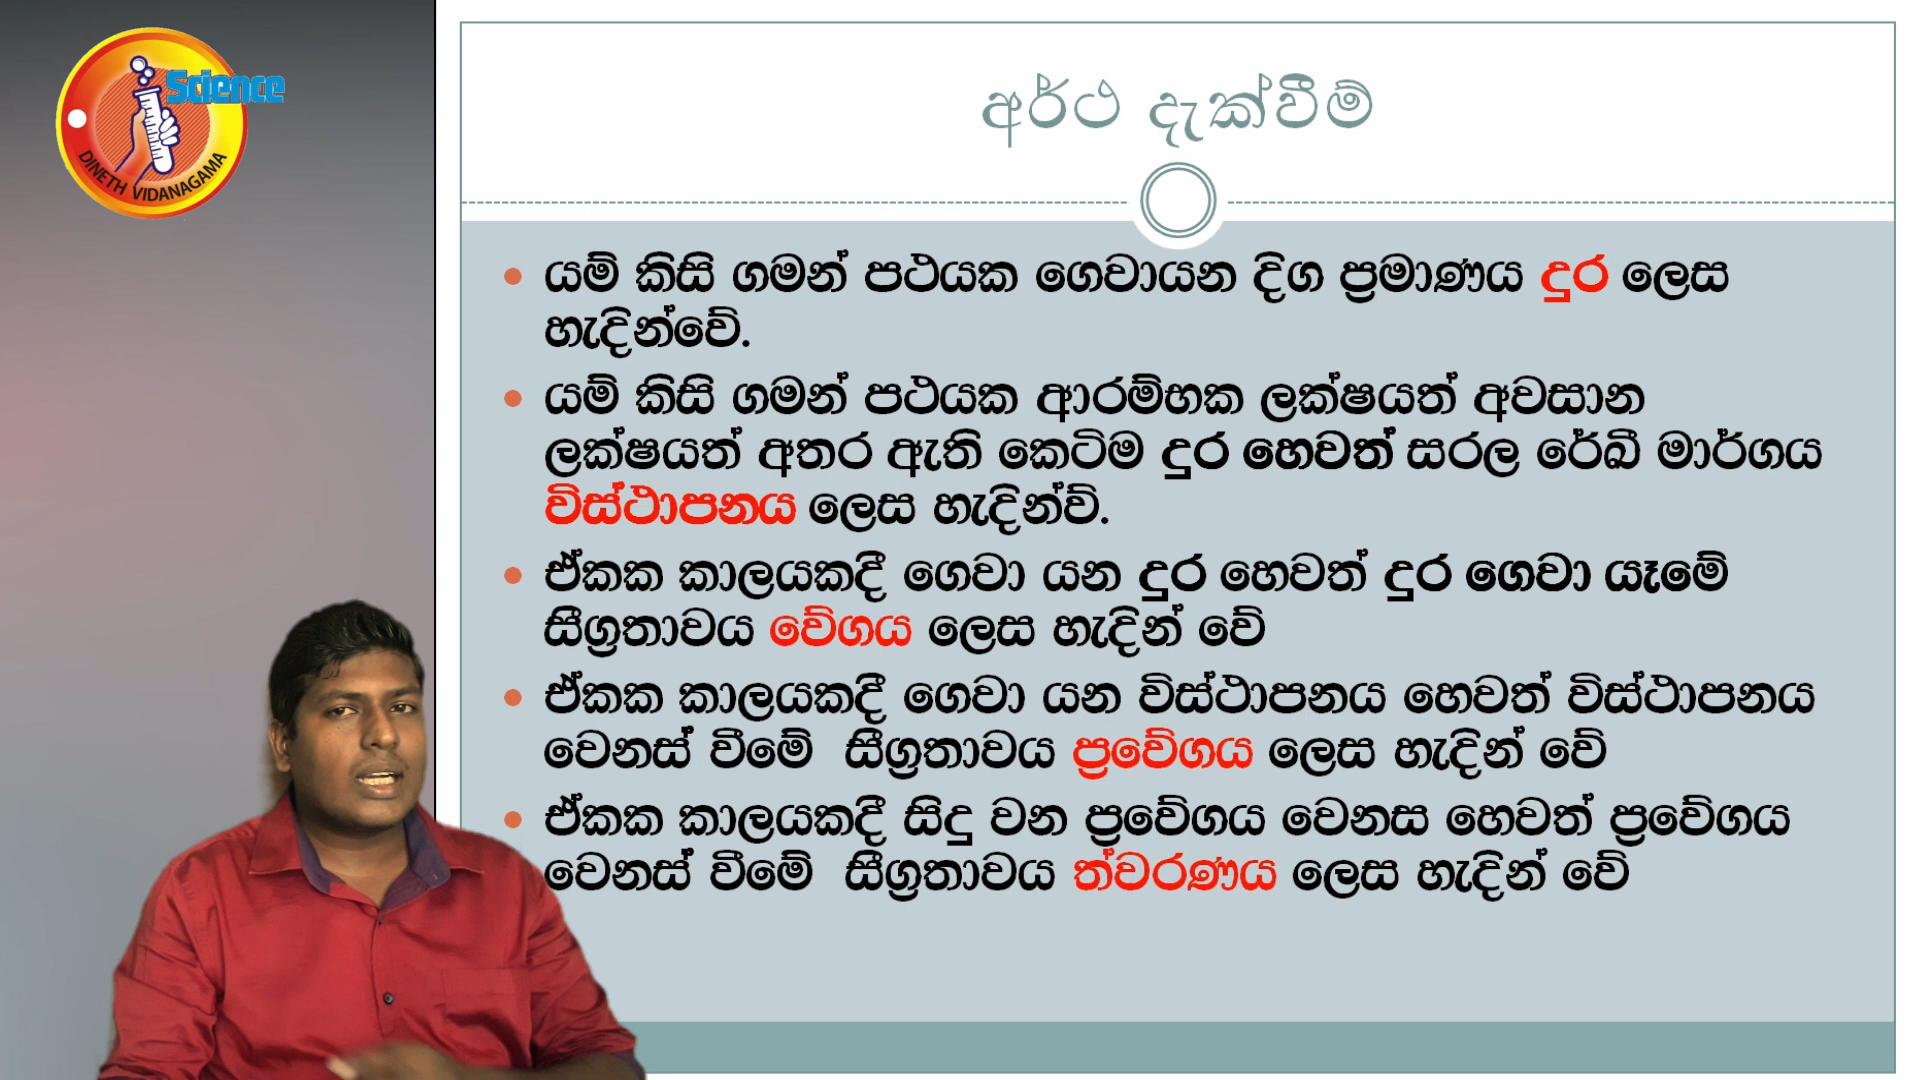 Science
DINETH VIDANAGAMA
අර්ථ දැක්වීම්
යම් කිසි ගමන් පථයක ගෙවායන දිග ප්‍රමාණය දුර ලෙස
හැදින්වේ.
යම් කිසි ගමන් පථයක ආරම්භක ලක්ෂයත් අවසාන
ලක්ෂයත් අතර ඇති කෙටිම දුර හෙවත් සරල රේඛී මාර්ගය
විස්ථාපනය ලෙස හැදින්වි.
ඒකක කාලයකදී ගෙවා යන දුර හෙවත් දුර ගෙවා යෑමේ
සීග්‍රතාවය වේගය ලෙස හැදින් වේ
ඒකක කාලයකදී ගෙවා යන විස්ථාපනය හෙවත් විස්ථාපනය
වෙනස් වීමේ සීග්‍රතාවය ප්‍රවේගය ලෙස හැදින් වේ
ඒකක කාලයකදී සිදු වන ප්‍රවේගය වෙනස හෙවත් ප්‍රවේගය
වෙනස් වීමේ සීග්‍රතාවය ත්වරණය ලෙස හැදින් වේ